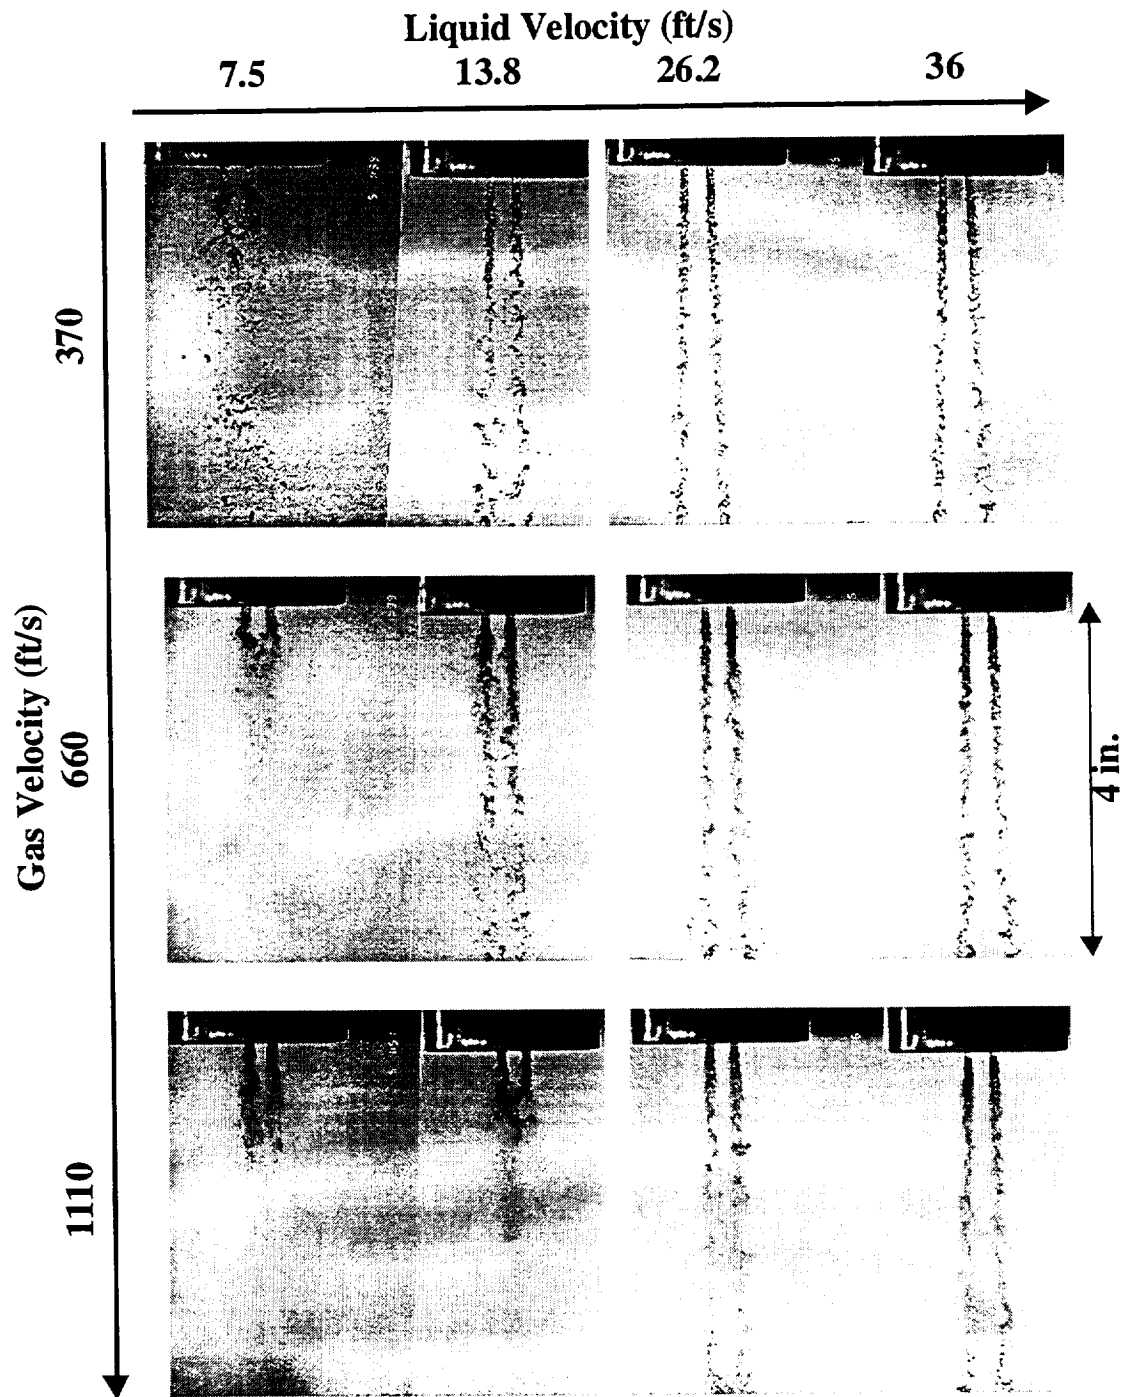 Liquid Velocity (ft/s)
7.5 13.8 26.2 36
Gas Velocity (ft/s)
370
660
1110
4 in.